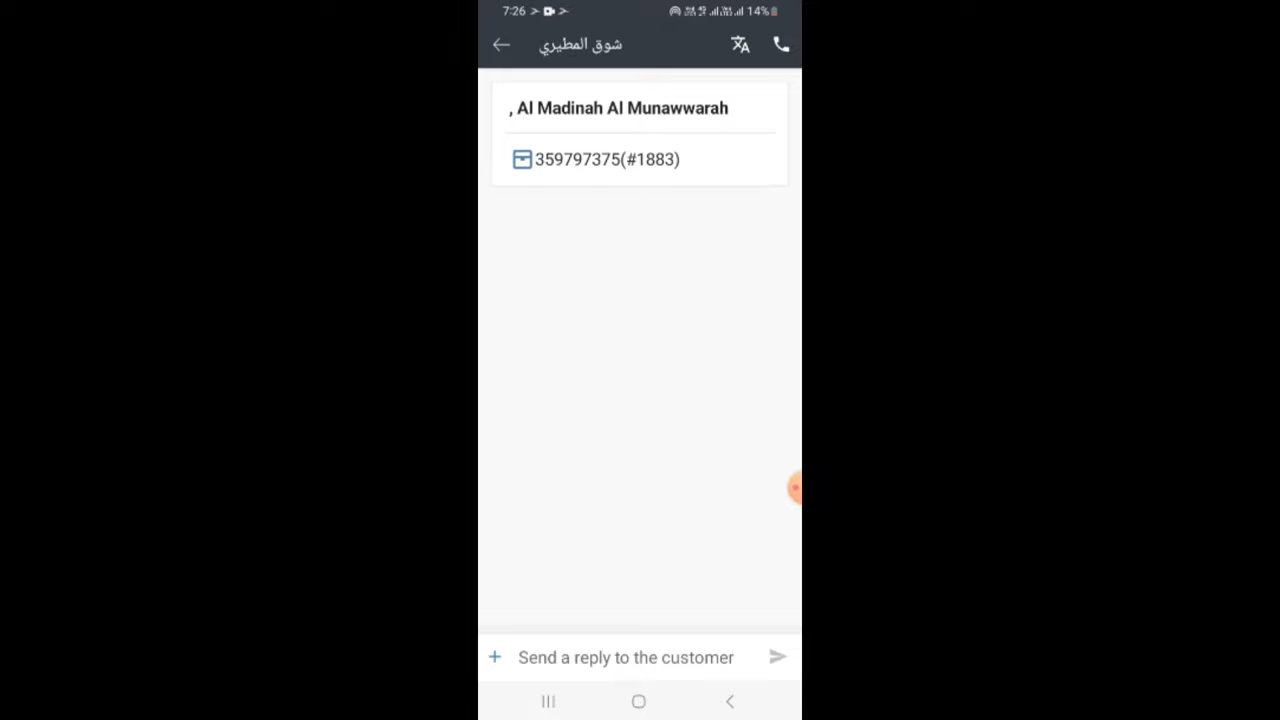 7:26 14%
شوق المطيري
, Al Madinah Al Munawwarah
359797375(#1883)
Send a reply to the customer